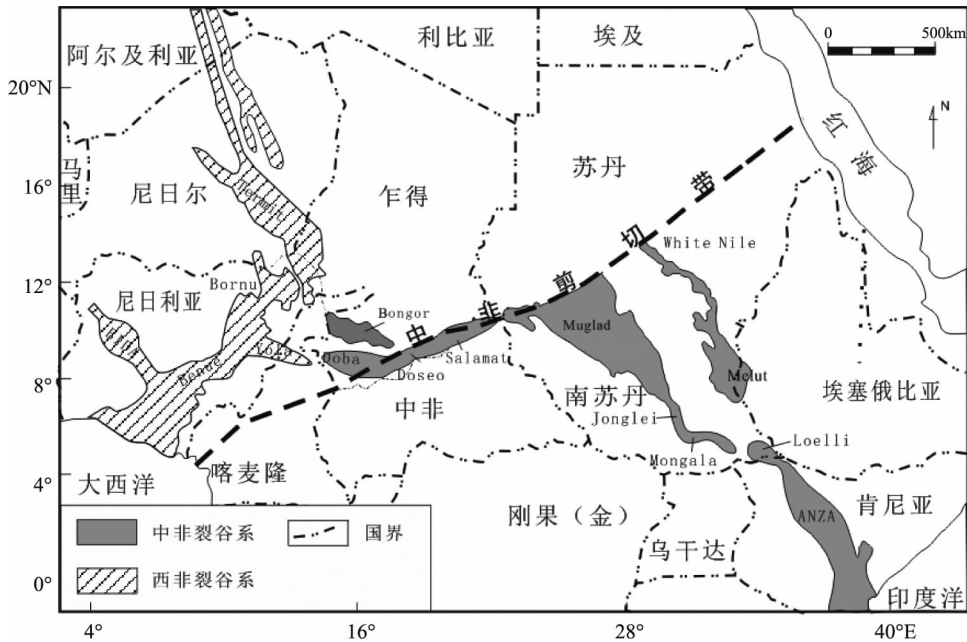 阿尔及利亚
利比亚
埃及
0 500km
20°N
N
红海
马里
16°
尼日尔
乍得
苏丹
Termit
中非剪切带
White Nile
12°
Bornu
尼日利亚
Bongor
Muglad
Bida
Benue
Yola
Doba
Salamat
Doseo
8°
Melut
埃塞俄比亚
中非
南苏丹
Jonglei
Loelli
Mongala
喀麦隆
大西洋
4°
肯尼亚
刚果（金）
ANZA
乌干达
中非裂谷系
国界
西非裂谷系
0°
印度洋
4°
16°
28°
40°E